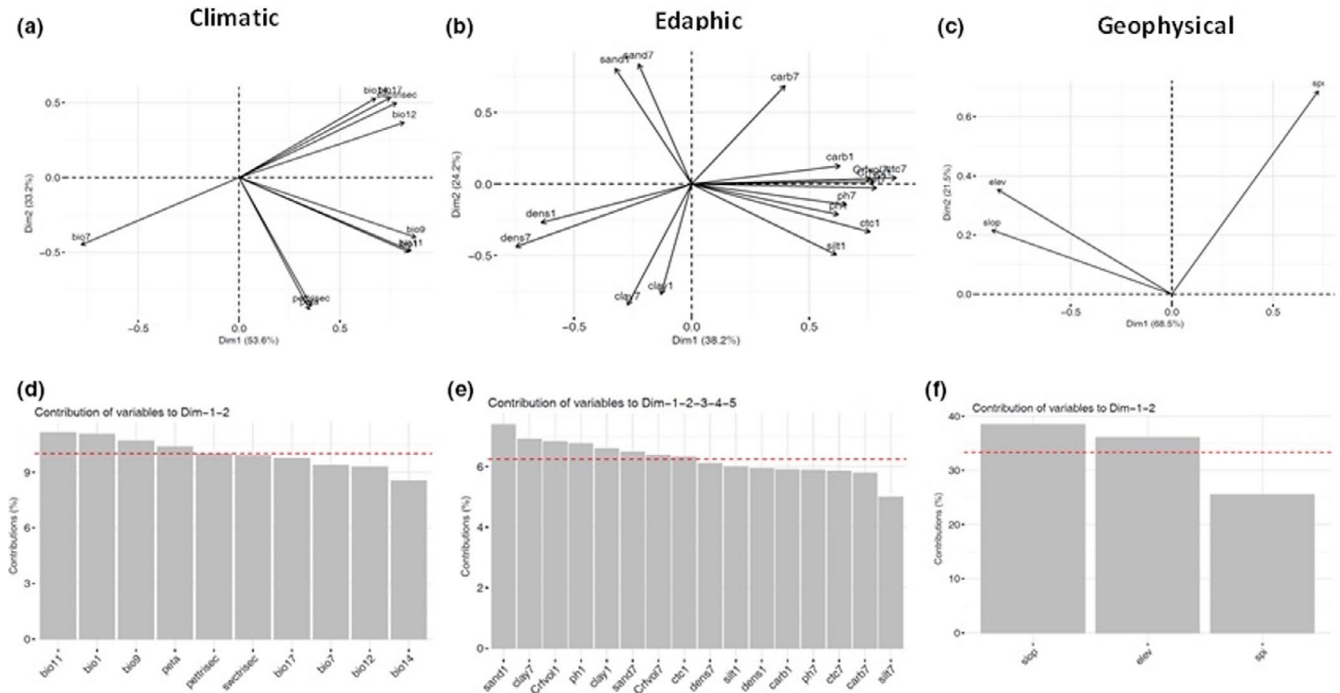 Climatic
Edaphic
Geophysical
(a)
(b)
(c)
bio17
swctrisec
bio12
bio9
bio11
bio7
peta
0.5
0.0
−0.5
Dim2 (33.2%)
−0.5
0.0
0.5
Dim1 (53.6%)
sand1
sand7
carb7
carb1
Crfvol7
ctc7
ph7
ctc1
silt1
dens1
dens7
clay7
clay1
0.5
0.0
−0.5
Dim2 (24.2%)
−0.5
0.0
0.5
Dim1 (38.2%)
spi
elev
slop
0.6
0.4
0.2
0.0
Dim2 (21.5%)
−0.5
0.0
0.5
Dim1 (68.5%)
(d)
Contribution of variables to Dim−1−2
9
6
3
0
Contributions (%)
bio11
bio1
bio9
peta
pettrisec
swctrisec
bio17
bio7
bio12
bio14
(e)
Contribution of variables to Dim−1−2−3−4−5
6
4
2
0
Contributions (%)
sand1
clay7
Crfvol1
ph1
clay1
sand7
Crfvol7
ctc1
dens7
silt1
dens1
carb1
ph7
ctc7
carb7
silt7
(f)
Contribution of variables to Dim−1−2
40
30
20
10
0
Contributions (%)
slop
elev
spi